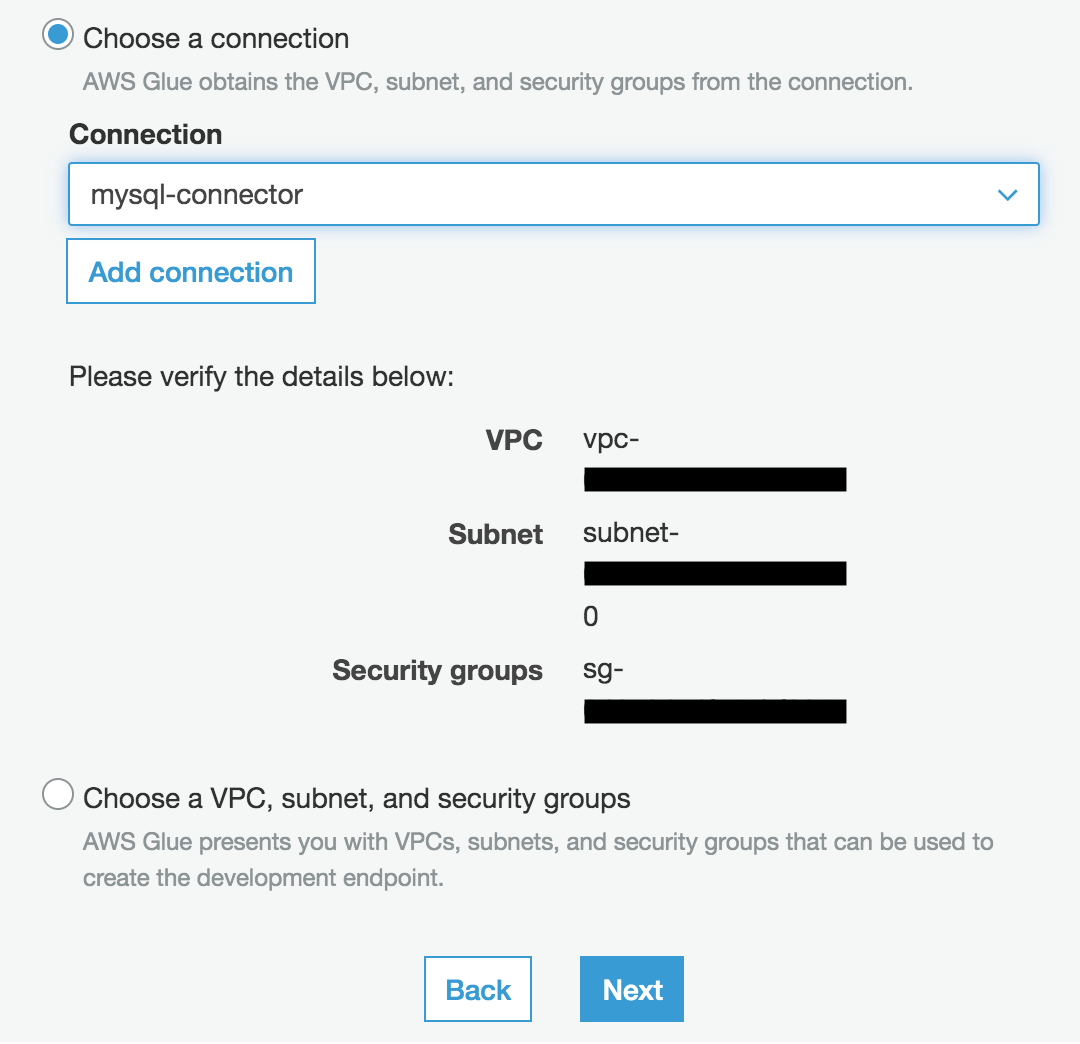 Choose a connection
AWS Glue obtains the VPC, subnet, and security groups from the connection.
Connection
mysql-connector
Add connection
Please verify the details below:
VPC vpc-
Subnet subnet-
0
Security groups sg-
Choose a VPC, subnet, and security groups
AWS Glue presents you with VPCs, subnets, and security groups that can be used to
create the development endpoint.
Back Next